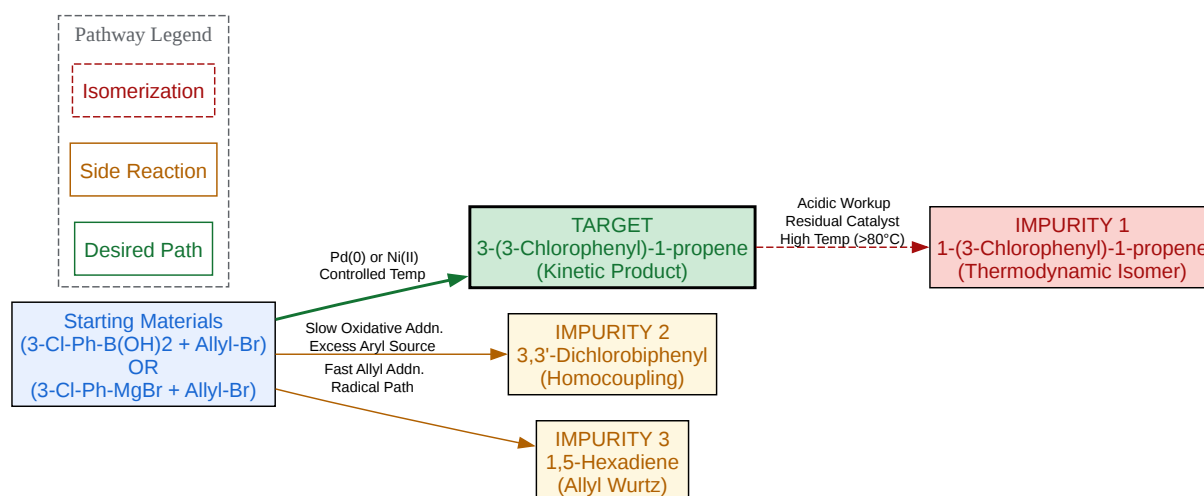 Pathway Legend
Isomerization
Side Reaction
Desired Path
Starting Materials
(3-Cl-Ph-B(OH)2 + Allyl-Br)
OR
(3-Cl-Ph-MgBr + Allyl-Br)
Pd(0) or Ni(II)
Controlled Temp
Slow Oxidative Addn.
Excess Aryl Source
Fast Allyl Addn.
Radical Path
TARGET
3-(3-Chlorophenyl)-1-propene
(Kinetic Product)
IMPURITY 2
3,3'-Dichlorobiphenyl
(Homocoupling)
IMPURITY 3
1,5-Hexadiene
(Allyl Wurtz)
Acidic Workup
Residual Catalyst
High Temp (>80°C)
IMPURITY 1
1-(3-Chlorophenyl)-1-propene
(Thermodynamic Isomer)